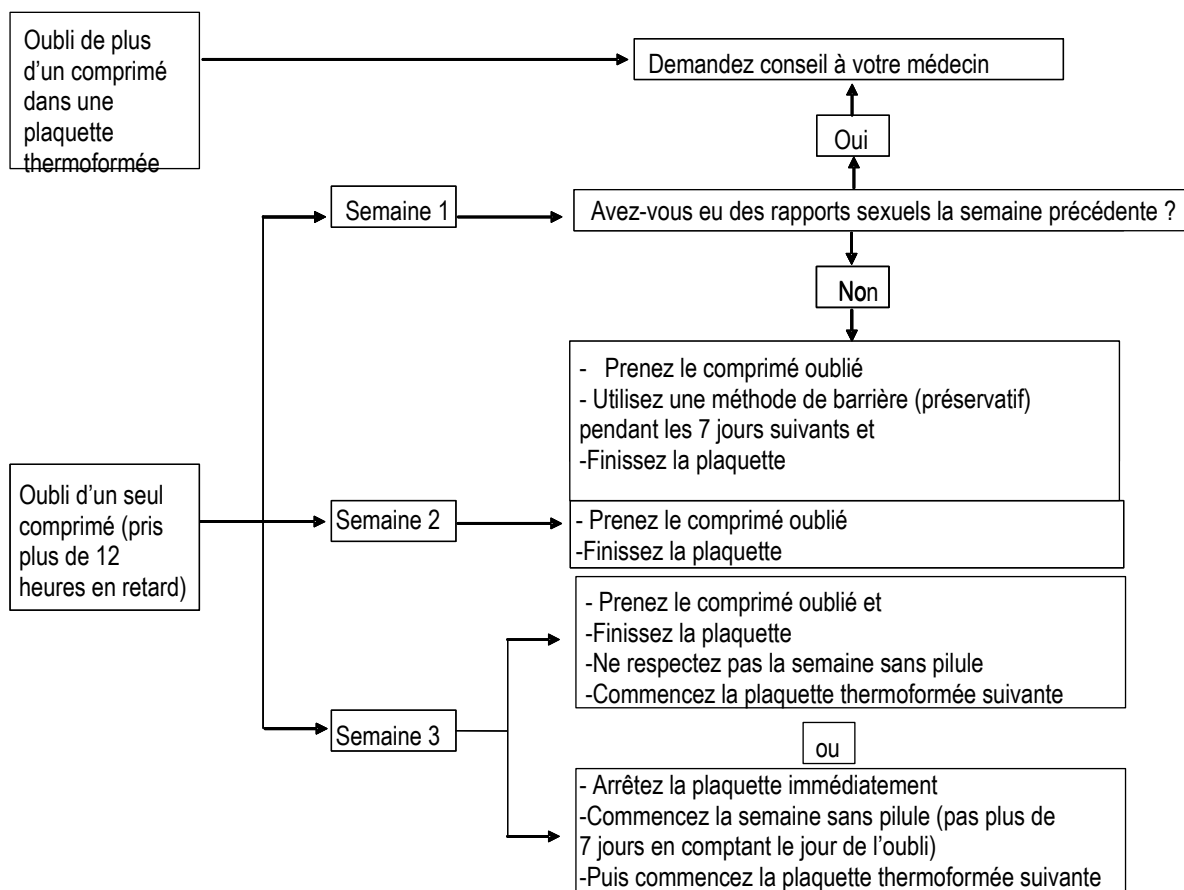 Oubli de plus
d’un comprimé
dans une
plaquette
thermoformée
Demandez conseil à votre médecin
Oui
Semaine 1
Avez-vous eu des rapports sexuels la semaine précédente ?
Non
- Prenez le comprimé oublié
- Utilisez une méthode de barrière (préservatif)
pendant les 7 jours suivants et
-Finissez la plaquette
Oubli d’un seul
comprimé (pris
plus de 12
heures en retard)
Semaine 2
- Prenez le comprimé oublié
-Finissez la plaquette
Semaine 3
- Prenez le comprimé oublié et
-Finissez la plaquette
-Ne respectez pas la semaine sans pilule
-Commencez la plaquette thermoformée suivante
ou
- Arrêtez la plaquette immédiatement
-Commencez la semaine sans pilule (pas plus de
7 jours en comptant le jour de l’oubli)
-Puis commencez la plaquette thermoformée suivante